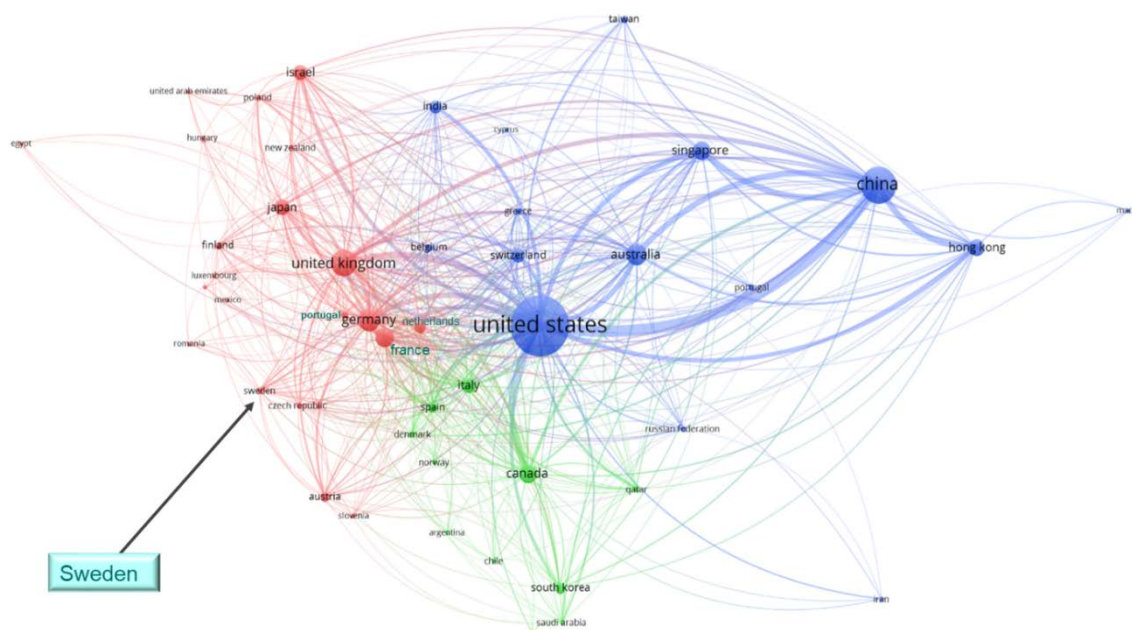 taiwan
israel
united arab emirates
poland
india
cyprus
hungary
egypt
new zealand
singapore
china
japan
greece
finland
belgium
switzerland
australia
hong kong
united kingdom
luxembourg
mexico
portugal
portugal
germany
netherlands
united states
romania
france
sweden
italy
czech republic
spain
denmark
russian federation
norway
canada
qatar
austria
slovenia
argentina
chile
Sweden
south korea
iran
saudi arabia